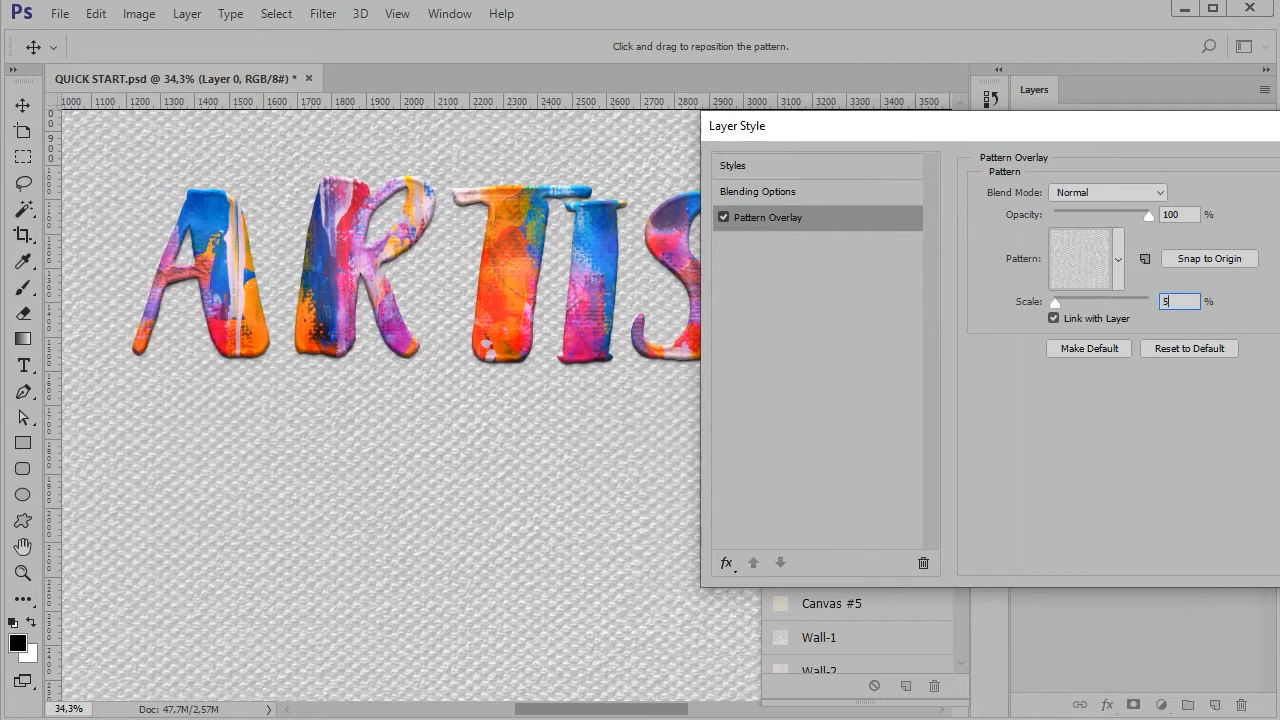 Ps File Edit Image Layer Type Select Filter 3D View Window Help
Click and drag to reposition the pattern.
QUICK START.psd @ 34,3% (Layer 0, RGB/8#) *
1000 1100 1200 1300 1400 1500 1600 1700 1800 1900 2000 2100 2200 2300 2400 2500 2600 2700 2800 2900 3000 3100 3200 3300 3400 3500
Layers
Layer Style
Styles
Blending Options
Pattern Overlay
Pattern Overlay
Pattern
Blend Mode: Normal
Opacity: 100 %
Pattern: Snap to Origin
Scale: 5 %
Link with Layer
Make Default Reset to Default
ARTIS
fx
Canvas #5
Wall-1
Wall-2
34,3% Doc: 47,7M/2,57M
fx